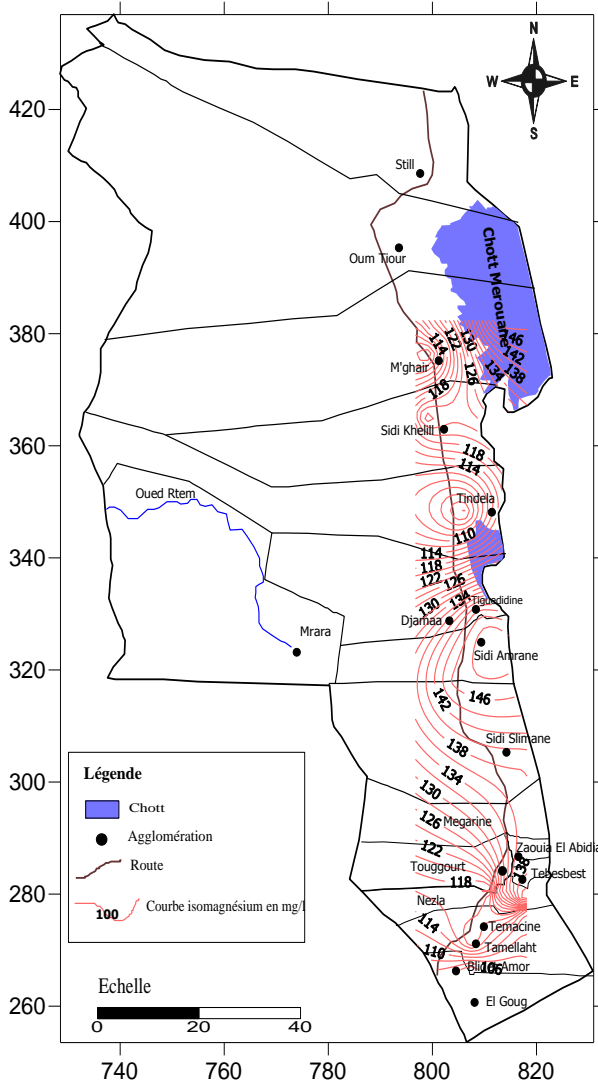 N
W E
S
420
400
380
360
340
320
300
280
260
740 760 780 800 820
Still
Oum Tiour
Chott Merouane
M'ghair
Sidi Khelill
Tindela
Oued Rtem
Tiguedidine
Djamaa
Mrara
Sidi Amrane
Sidi Slimane
Megarine
Zaouia El Abidia
Touggourt
Tebesbest
Nezla
Temacine
Tamellaht
Blidet Amor
El Goug
114
122
130
146
142
138
134
126
118
118
114
110
114
118
122
126
130
134
142
146
138
134
130
126
122
118
138
114
110
106
Légende
Chott
Agglomération
Route
100
Courbe isomagnésium en mg/l
Echelle
0 20 40